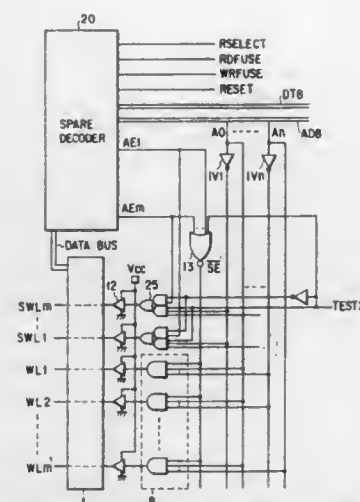 20
RSELECT
RDFUSE
WRFUSE
RESET
DTB
ADB
SPARE
DECODER
AE1
A0
An
IV1
IVn
AEm
DATA BUS
13
SE
Vcc
12
25
TEST2
SWLm
SWL1
WL1
WL2
WLm'
1
8